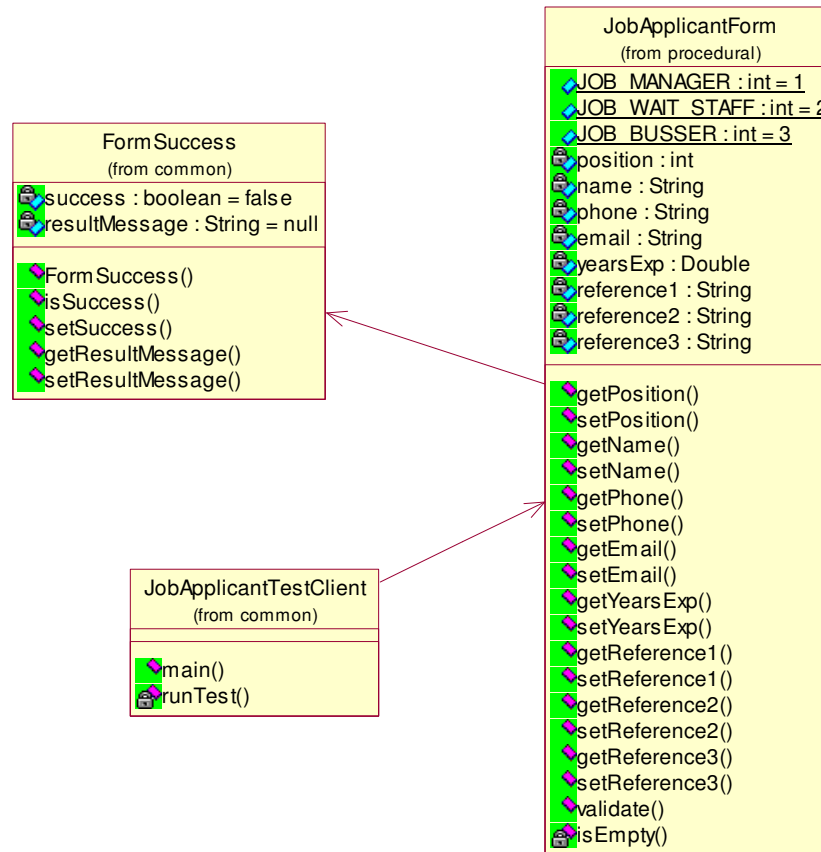 FormSuccess
(from common)
success : boolean = false
resultMessage : String = null
FormSuccess()
isSuccess()
setSuccess()
getResultMessage()
setResultMessage()
JobApplicantTestClient
(from common)
main()
runTest()
JobApplicantForm
(from procedural)
JOB_MANAGER : int = 1
JOB_WAIT_STAFF : int = 2
JOB_BUSSER : int = 3
position : int
name : String
phone : String
email : String
yearsExp : Double
reference1 : String
reference2 : String
reference3 : String
getPosition()
setPosition()
getName()
setName()
getPhone()
setPhone()
getEmail()
setEmail()
getYearsExp()
setYearsExp()
getReference1()
setReference1()
getReference2()
setReference2()
getReference3()
setReference3()
validate()
isEmpty()